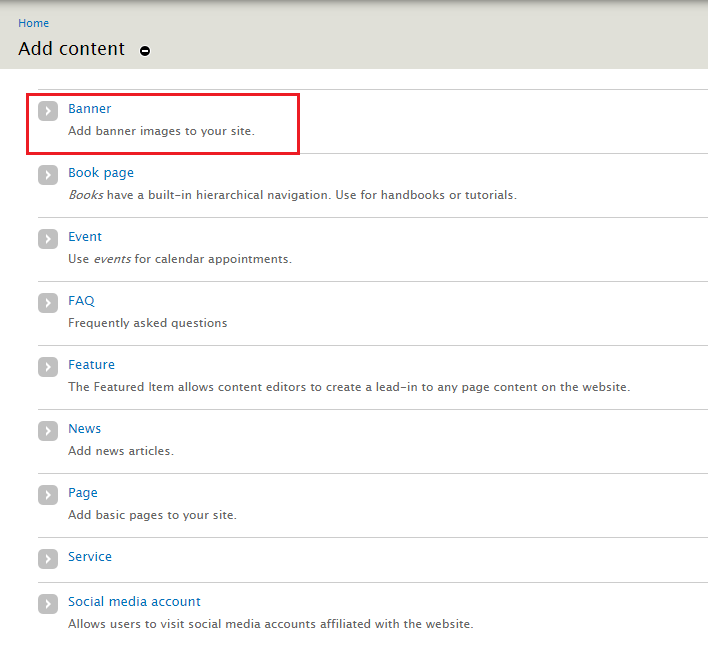 Home
Add content
Banner
Add banner images to your site.
Book page
Books have a built-in hierarchical navigation. Use for handbooks or tutorials.
Event
Use events for calendar appointments.
FAQ
Frequently asked questions
Feature
The Featured Item allows content editors to create a lead-in to any page content on the website.
News
Add news articles.
Page
Add basic pages to your site.
Service
Social media account
Allows users to visit social media accounts affiliated with the website.